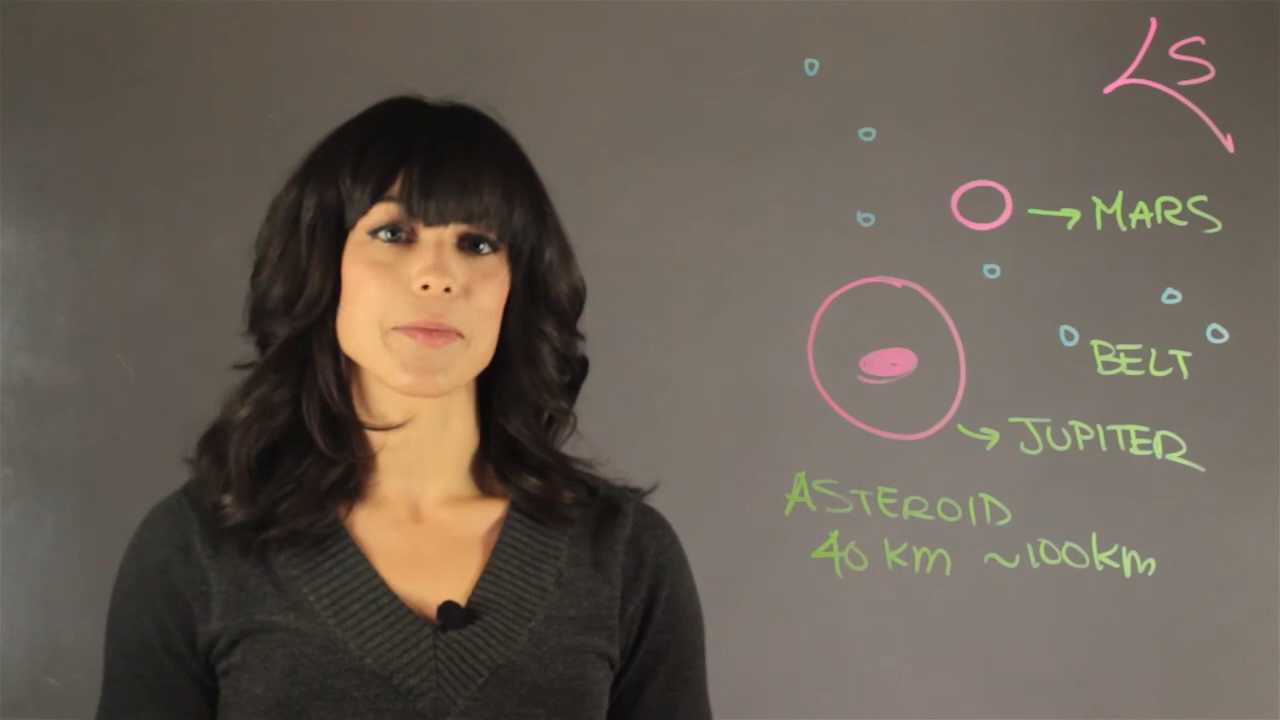 LS
→ MARS
BELT
→ JUPITER
ASTEROID
40 km ~100km